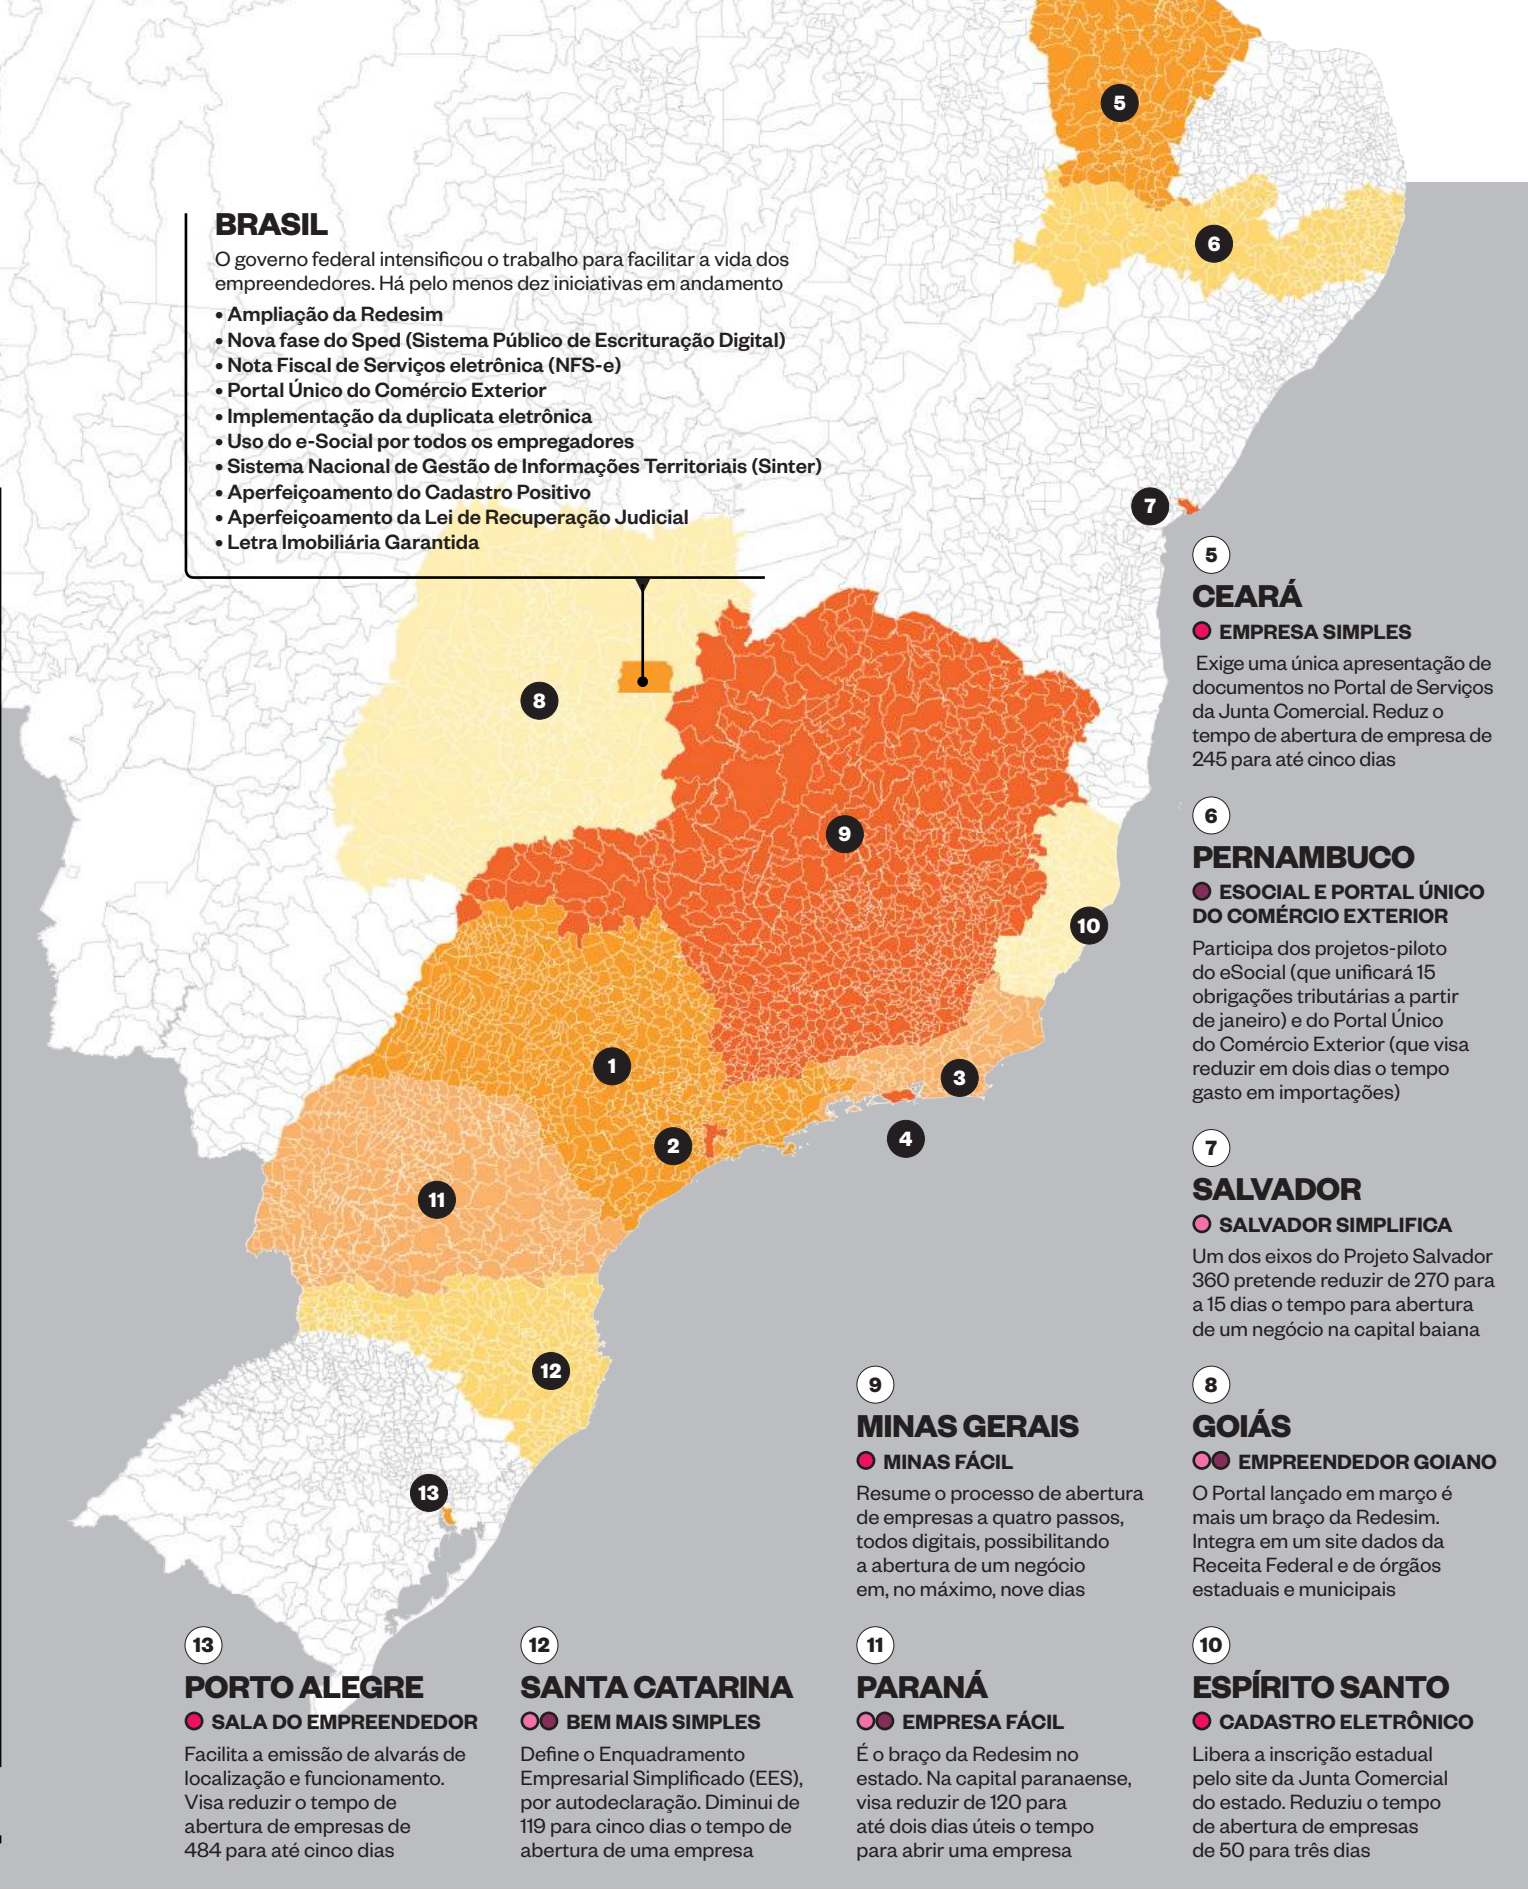 BRASIL
O governo federal intensificou o trabalho para facilitar a vida dos
empreendedores. Há pelo menos dez iniciativas em andamento
• Ampliação da Redesim
• Nova fase do Sped (Sistema Público de Escrituração Digital)
• Nota Fiscal de Serviços eletrônica (NFS-e)
• Portal Único do Comércio Exterior
• Implementação da duplicata eletrônica
• Uso do e-Social por todos os empregadores
• Sistema Nacional de Gestão de Informações Territoriais (Sinter)
• Aperfeiçoamento do Cadastro Positivo
• Aperfeiçoamento da Lei de Recuperação Judicial
• Letra Imobiliária Garantida
5
6
7
8
9
10
1
3
2
4
11
12
13
5
CEARÁ
EMPRESA SIMPLES
Exige uma única apresentação de
documentos no Portal de Serviços
da Junta Comercial. Reduz o
tempo de abertura de empresa de
245 para até cinco dias
6
PERNAMBUCO
ESOCIAL E PORTAL ÚNICO
DO COMÉRCIO EXTERIOR
Participa dos projetos-piloto
do eSocial (que unificará 15
obrigações tributárias a partir
de janeiro) e do Portal Único
do Comércio Exterior (que visa
reduzir em dois dias o tempo
gasto em importações)
7
SALVADOR
SALVADOR SIMPLIFICA
Um dos eixos do Projeto Salvador
360 pretende reduzir de 270 para
a 15 dias o tempo para abertura
de um negócio na capital baiana
8
GOIÁS
EMPREENDEDOR GOIANO
O Portal lançado em março é
mais um braço da Redesim.
Integra em um site dados da
Receita Federal e de órgãos
estaduais e municipais
9
MINAS GERAIS
MINAS FÁCIL
Resume o processo de abertura
de empresas a quatro passos,
todos digitais, possibilitando
a abertura de um negócio
em, no máximo, nove dias
10
ESPÍRITO SANTO
CADASTRO ELETRÔNICO
Libera a inscrição estadual
pelo site da Junta Comercial
do estado. Reduziu o tempo
de abertura de empresas
de 50 para três dias
11
PARANÁ
EMPRESA FÁCIL
É o braço da Redesim no
estado. Na capital paranaense,
visa reduzir de 120 para
até dois dias úteis o tempo
para abrir uma empresa
12
SANTA CATARINA
BEM MAIS SIMPLES
Define o Enquadramento
Empresarial Simplificado (EES),
por autodeclaração. Diminui de
119 para cinco dias o tempo de
abertura de uma empresa
13
PORTO ALEGRE
SALA DO EMPREENDEDOR
Facilita a emissão de alvarás de
localização e funcionamento.
Visa reduzir o tempo de
abertura de empresas de
484 para até cinco dias